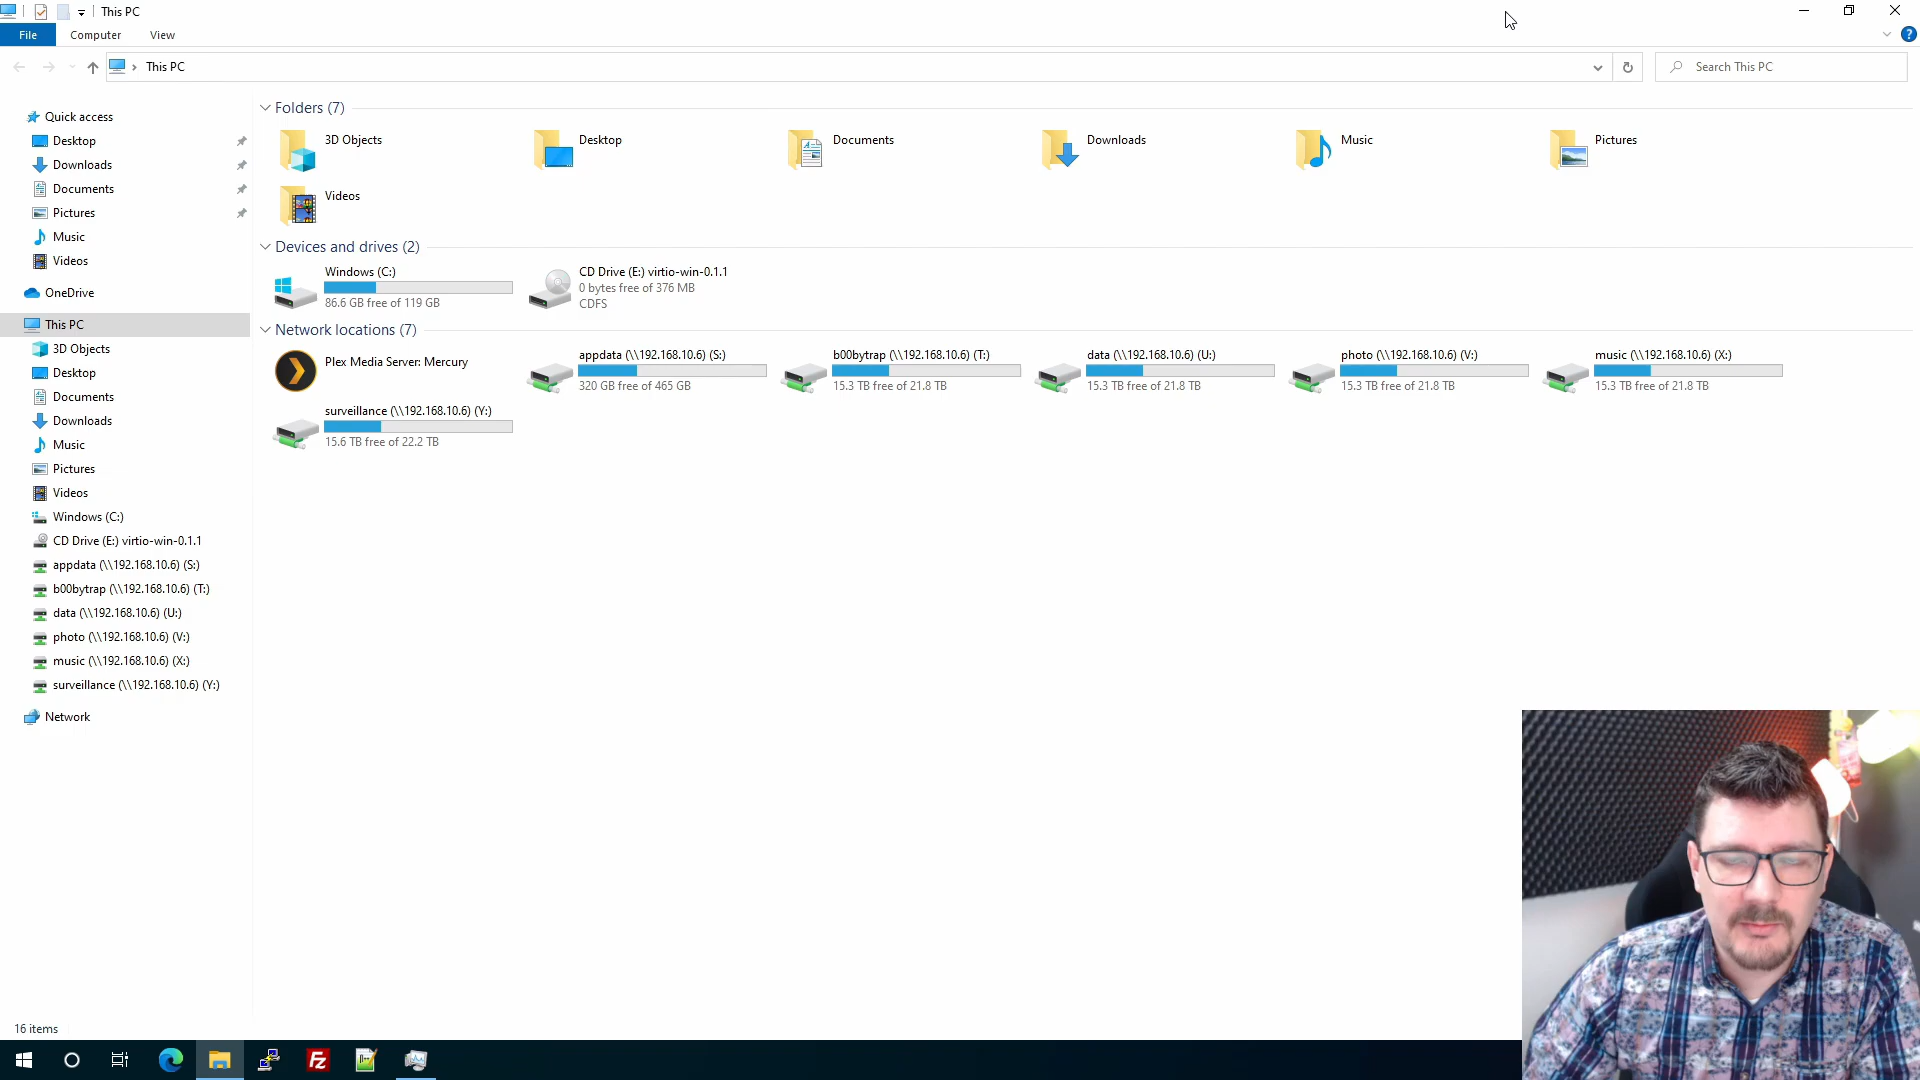 This PC
File Computer View
This PC
Search This PC
Quick access
Desktop
Downloads
Documents
Pictures
Music
Videos
OneDrive
This PC
3D Objects
Desktop
Documents
Downloads
Music
Pictures
Videos
Windows (C:)
CD Drive (E:) virtio-win-0.1.1
appdata (\\192.168.10.6) (S:)
b00bytrap (\\192.168.10.6) (T:)
data (\\192.168.10.6) (U:)
photo (\\192.168.10.6) (V:)
music (\\192.168.10.6) (X:)
surveillance (\\192.168.10.6) (Y:)
Network
Folders (7)
3D Objects
Desktop
Documents
Downloads
Music
Pictures
Videos
Devices and drives (2)
Windows (C:)
86.6 GB free of 119 GB
CD Drive (E:) virtio-win-0.1.1
0 bytes free of 376 MB
CDFS
Network locations (7)
Plex Media Server: Mercury
appdata (\\192.168.10.6) (S:)
320 GB free of 465 GB
b00bytrap (\\192.168.10.6) (T:)
15.3 TB free of 21.8 TB
data (\\192.168.10.6) (U:)
15.3 TB free of 21.8 TB
photo (\\192.168.10.6) (V:)
15.3 TB free of 21.8 TB
music (\\192.168.10.6) (X:)
15.3 TB free of 21.8 TB
surveillance (\\192.168.10.6) (Y:)
15.6 TB free of 22.2 TB
16 items